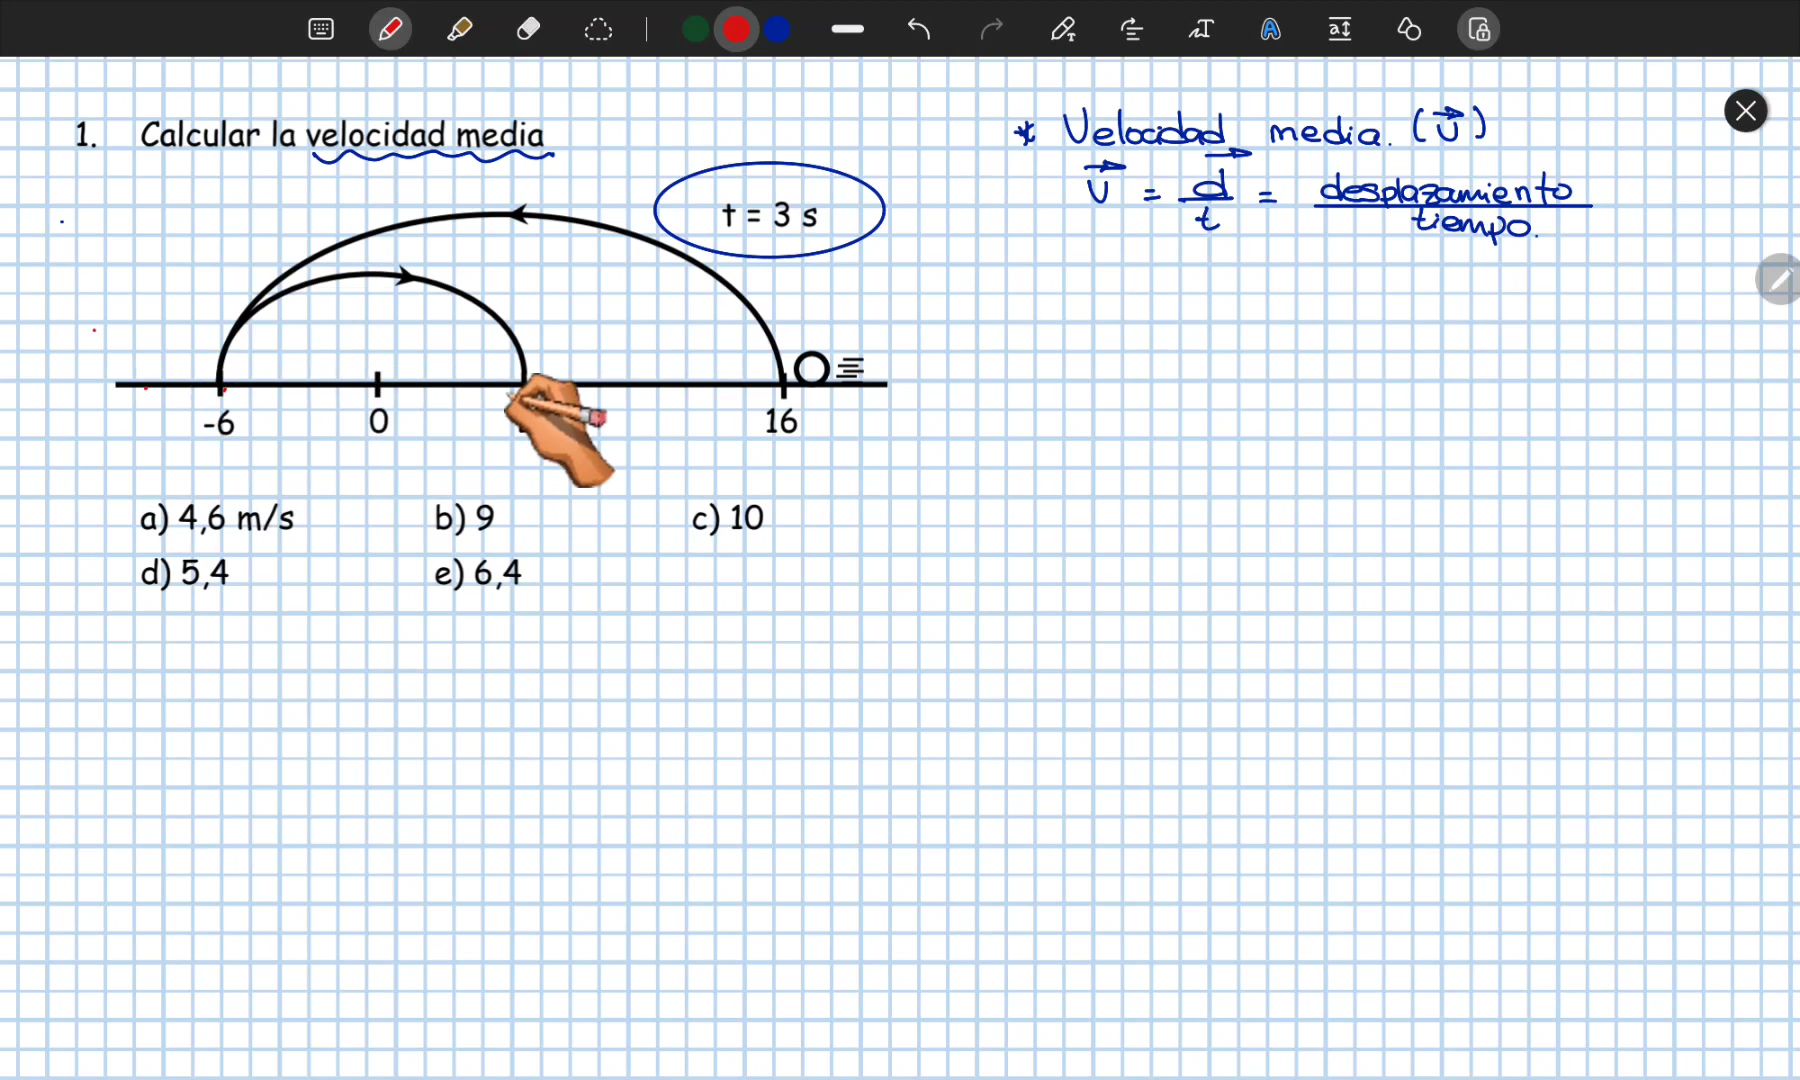 1. Calcular la velocidad media
* Velocidad media. (v)
v = d/t = desplazamiento/tiempo.
t = 3 s
-6 0 16
a) 4,6 m/s b) 9 c) 10
d) 5,4 e) 6,4